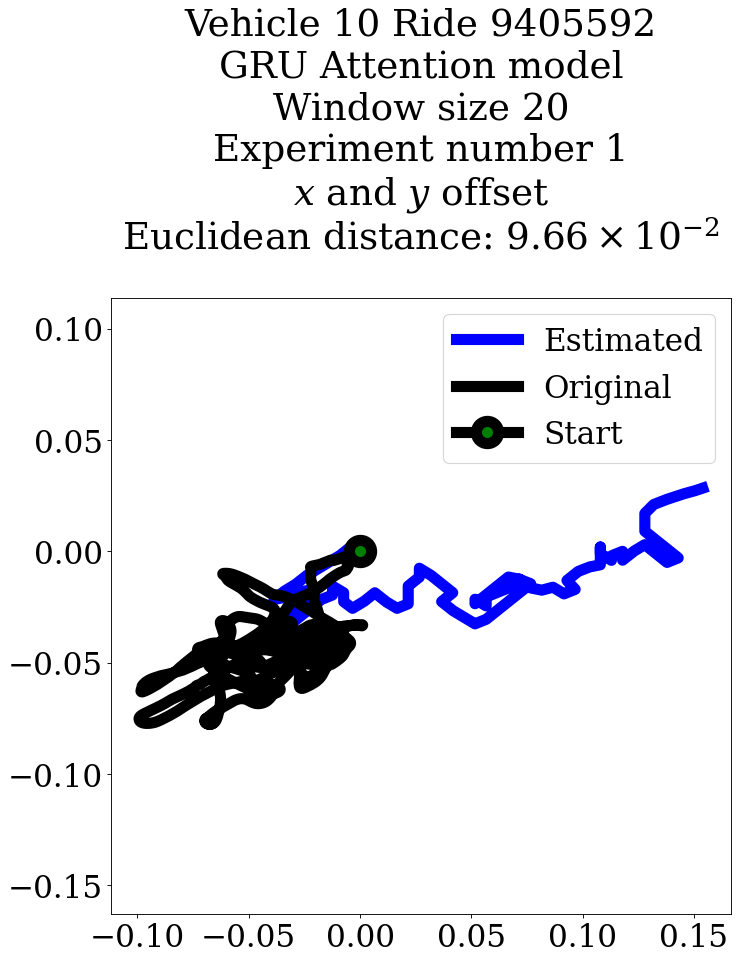 Vehicle 10 Ride 9405592
GRU Attention model
Window size 20
Experiment number 1
x and y offset
Euclidean distance: 9.66 × 10⁻²
Estimated
Original
Start
0.10
0.05
0.00
−0.05
−0.10
−0.15
−0.10 −0.05 0.00 0.05 0.10 0.15